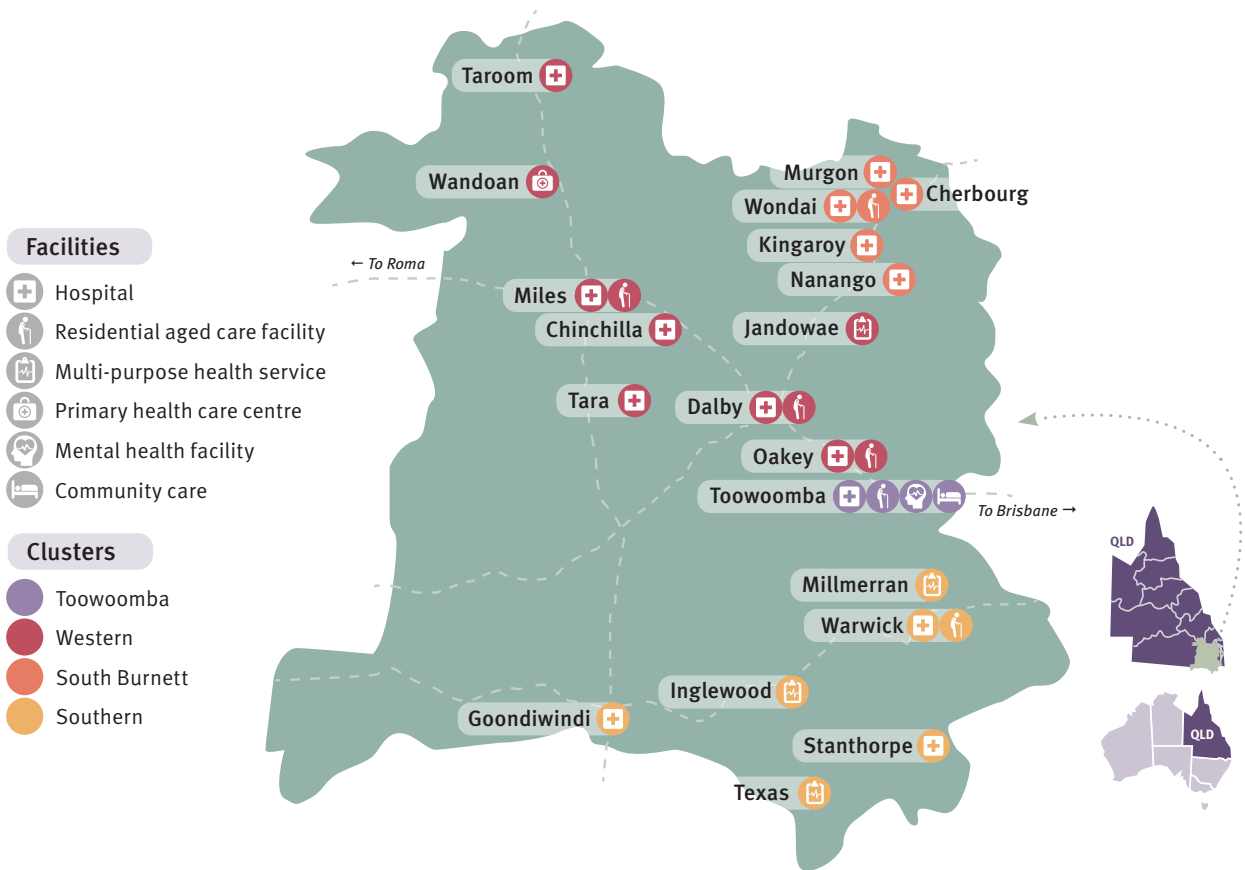 Taroom
Wandoan
Murgon
Cherbourg
Wondai
Kingaroy
Nanango
← To Roma
Miles
Chinchilla
Jandowae
Tara
Dalby
Oakey
Toowoomba
To Brisbane →
Millmerran
Warwick
Inglewood
Goondiwindi
Stanthorpe
Texas
Facilities
Hospital
Residential aged care facility
Multi-purpose health service
Primary health care centre
Mental health facility
Community care
Clusters
Toowoomba
Western
South Burnett
Southern
QLD
QLD